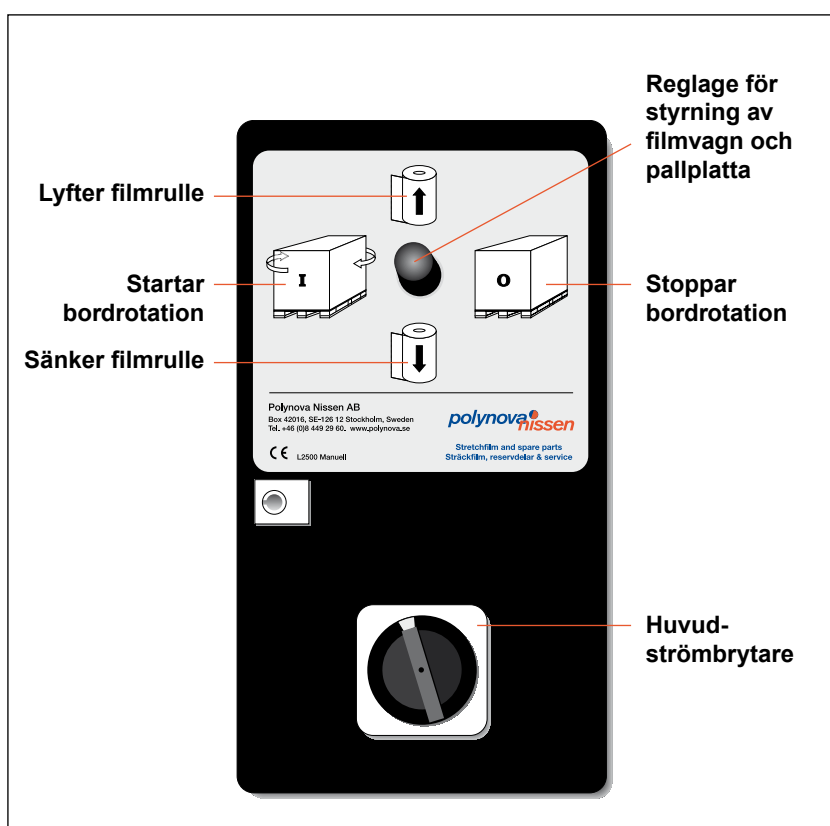 Reglage för
styrning av
filmvagn och
pallplatta
Lyfter filmrulle
Startar
bordrotation
I
O
Stoppar
bordrotation
Sänker filmrulle
Polynova Nissen AB
Box 42016, SE-126 12 Stockholm, Sweden
Tel. +46 (0)8 449 29 60. www.polynova.se
CE L2500 Manuell
polynova
nissen
Stretchfilm and spare parts
Sträckfilm, reservdelar & service
Huvud-
strömbrytare